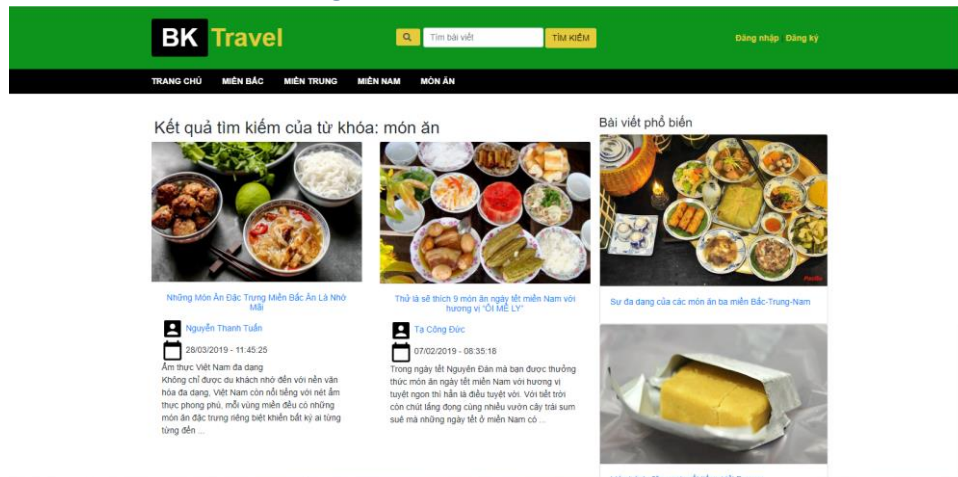 BK Travel
Tìm bài viết
TÌM KIẾM
Đăng nhập Đăng ký
TRANG CHỦ MIỀN BẮC MIỀN TRUNG MIỀN NAM MÓN ĂN
Kết quả tìm kiếm của từ khóa: món ăn
Những Món Ăn Đặc Trưng Miền Bắc Ăn Là Nhớ
Mãi
Nguyễn Thanh Tuấn
28/03/2019 - 11:45:25
Ẩm thực Việt Nam đa dạng
Không chỉ được du khách nhớ đến với nền văn
hóa đa dạng, Việt Nam còn nổi tiếng với nét ẩm
thực phong phú, mỗi vùng miền đều có những
món ăn đặc trưng riêng biệt khiến bất kỳ ai từng
từng đến ...
Thử là sẽ thích 9 món ăn ngày tết miền Nam với
hương vị "ÔI MÊ LY"
Tạ Công Đức
07/02/2019 - 08:35:18
Trong ngày tết Nguyên Đán mà bạn được thưởng
thức món ăn ngày tết miền Nam với hương vị
tuyệt ngon thì hẳn là điều tuyệt vời. Với tiết trời
còn chút lắng đọng cùng nhiều vườn cây trái sum
suê mà những ngày tết ở miền Nam có ...
Bài viết phổ biến
Sự đa dạng của các món ăn ba miền Bắc-Trung-Nam